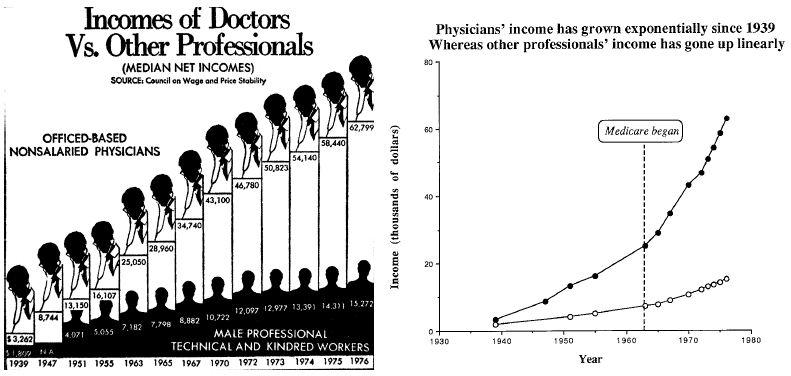 Incomes of Doctors
Vs. Other Professionals
(MEDIAN NET INCOMES)
SOURCE: Council on Wage and Price Stability
OFFICED-BASED
NONSALARIED PHYSICIANS
$ 3,262
8,744
13,150
16,107
25,050
28,960
34,740
43,100
46,780
50,823
54,140
58,440
62,799
$ 1,809
N.A.
4,071
5,055
7,182
7,798
8,882
10,722
12,097
12,977
13,391
14,311
15,272
MALE PROFESSIONAL
TECHNICAL AND KINDRED WORKERS
1939 1947 1951 1955 1963 1965 1967 1970 1972 1973 1974 1975 1976
Physicians' income has grown exponentially since 1939
Whereas other professionals' income has gone up linearly
80
60
40
20
0
Income (thousands of dollars)
Medicare began
1930 1940 1950 1960 1970 1980
Year